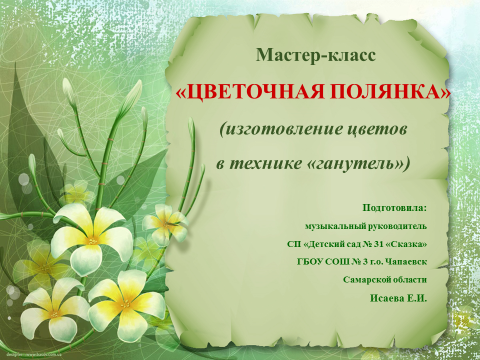 Мастер-класс
«ЦВЕТОЧНАЯ ПОЛЯНКА»
(изготовление цветов
в технике «ганутель»)
Подготовила:
музыкальный руководитель
СП «Детский сад № 31 «Сказка»
ГБОУ СОШ № 3 г.о. Чапаевск
Самарской области
Исаева Е.И.